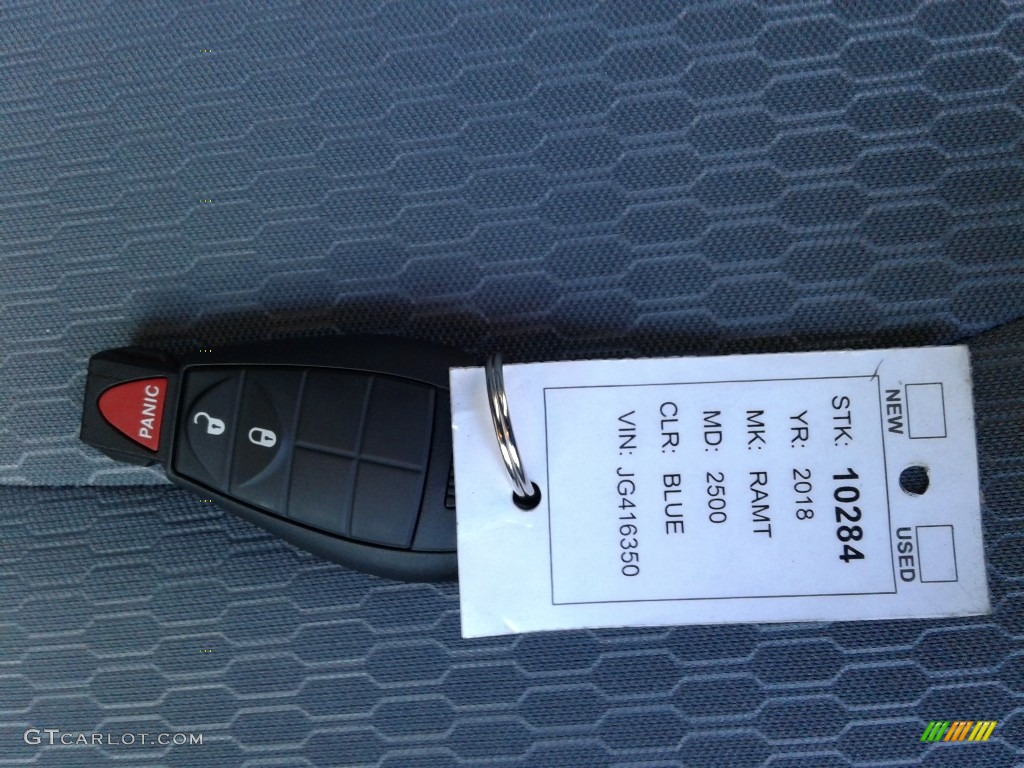 NEW
USED
STK: 10284
YR: 2018
MK: RAMT
MD: 2500
CLR: BLUE
VIN: JG416350
PANIC
GTCARLOT.COM